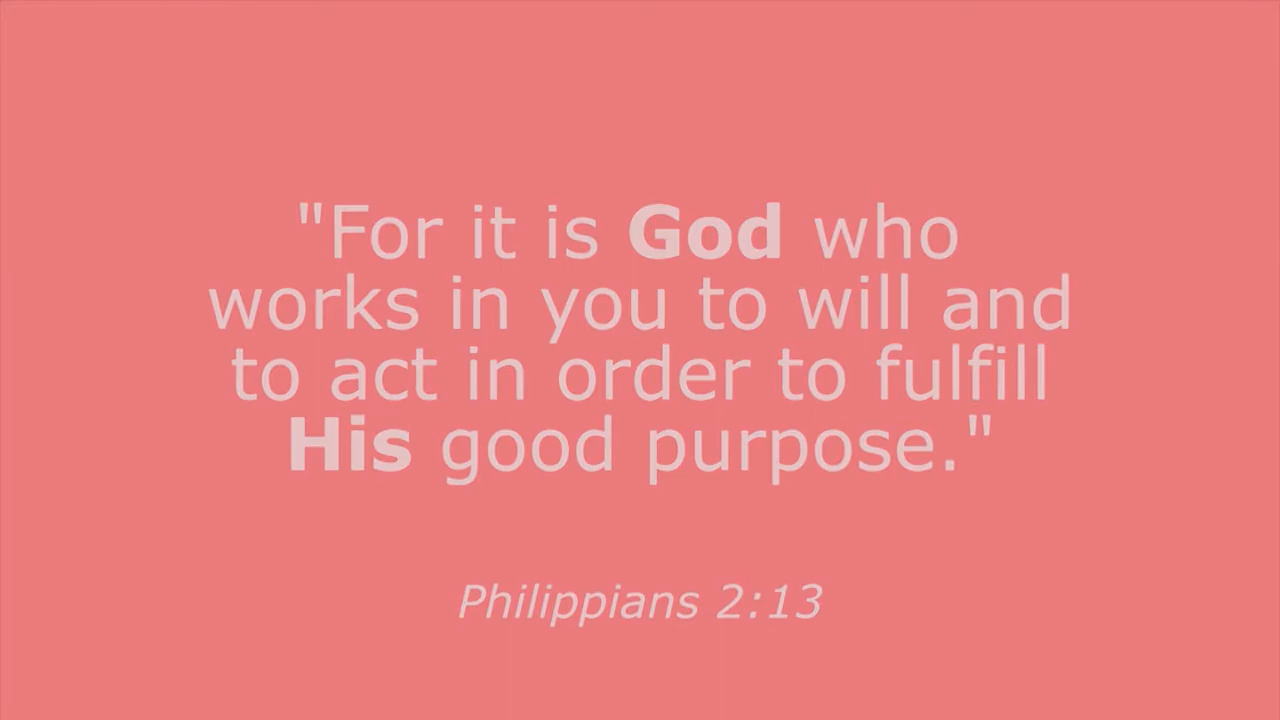 "For it is God who
works in you to will and
to act in order to fulfill
His good purpose."
Philippians 2:13